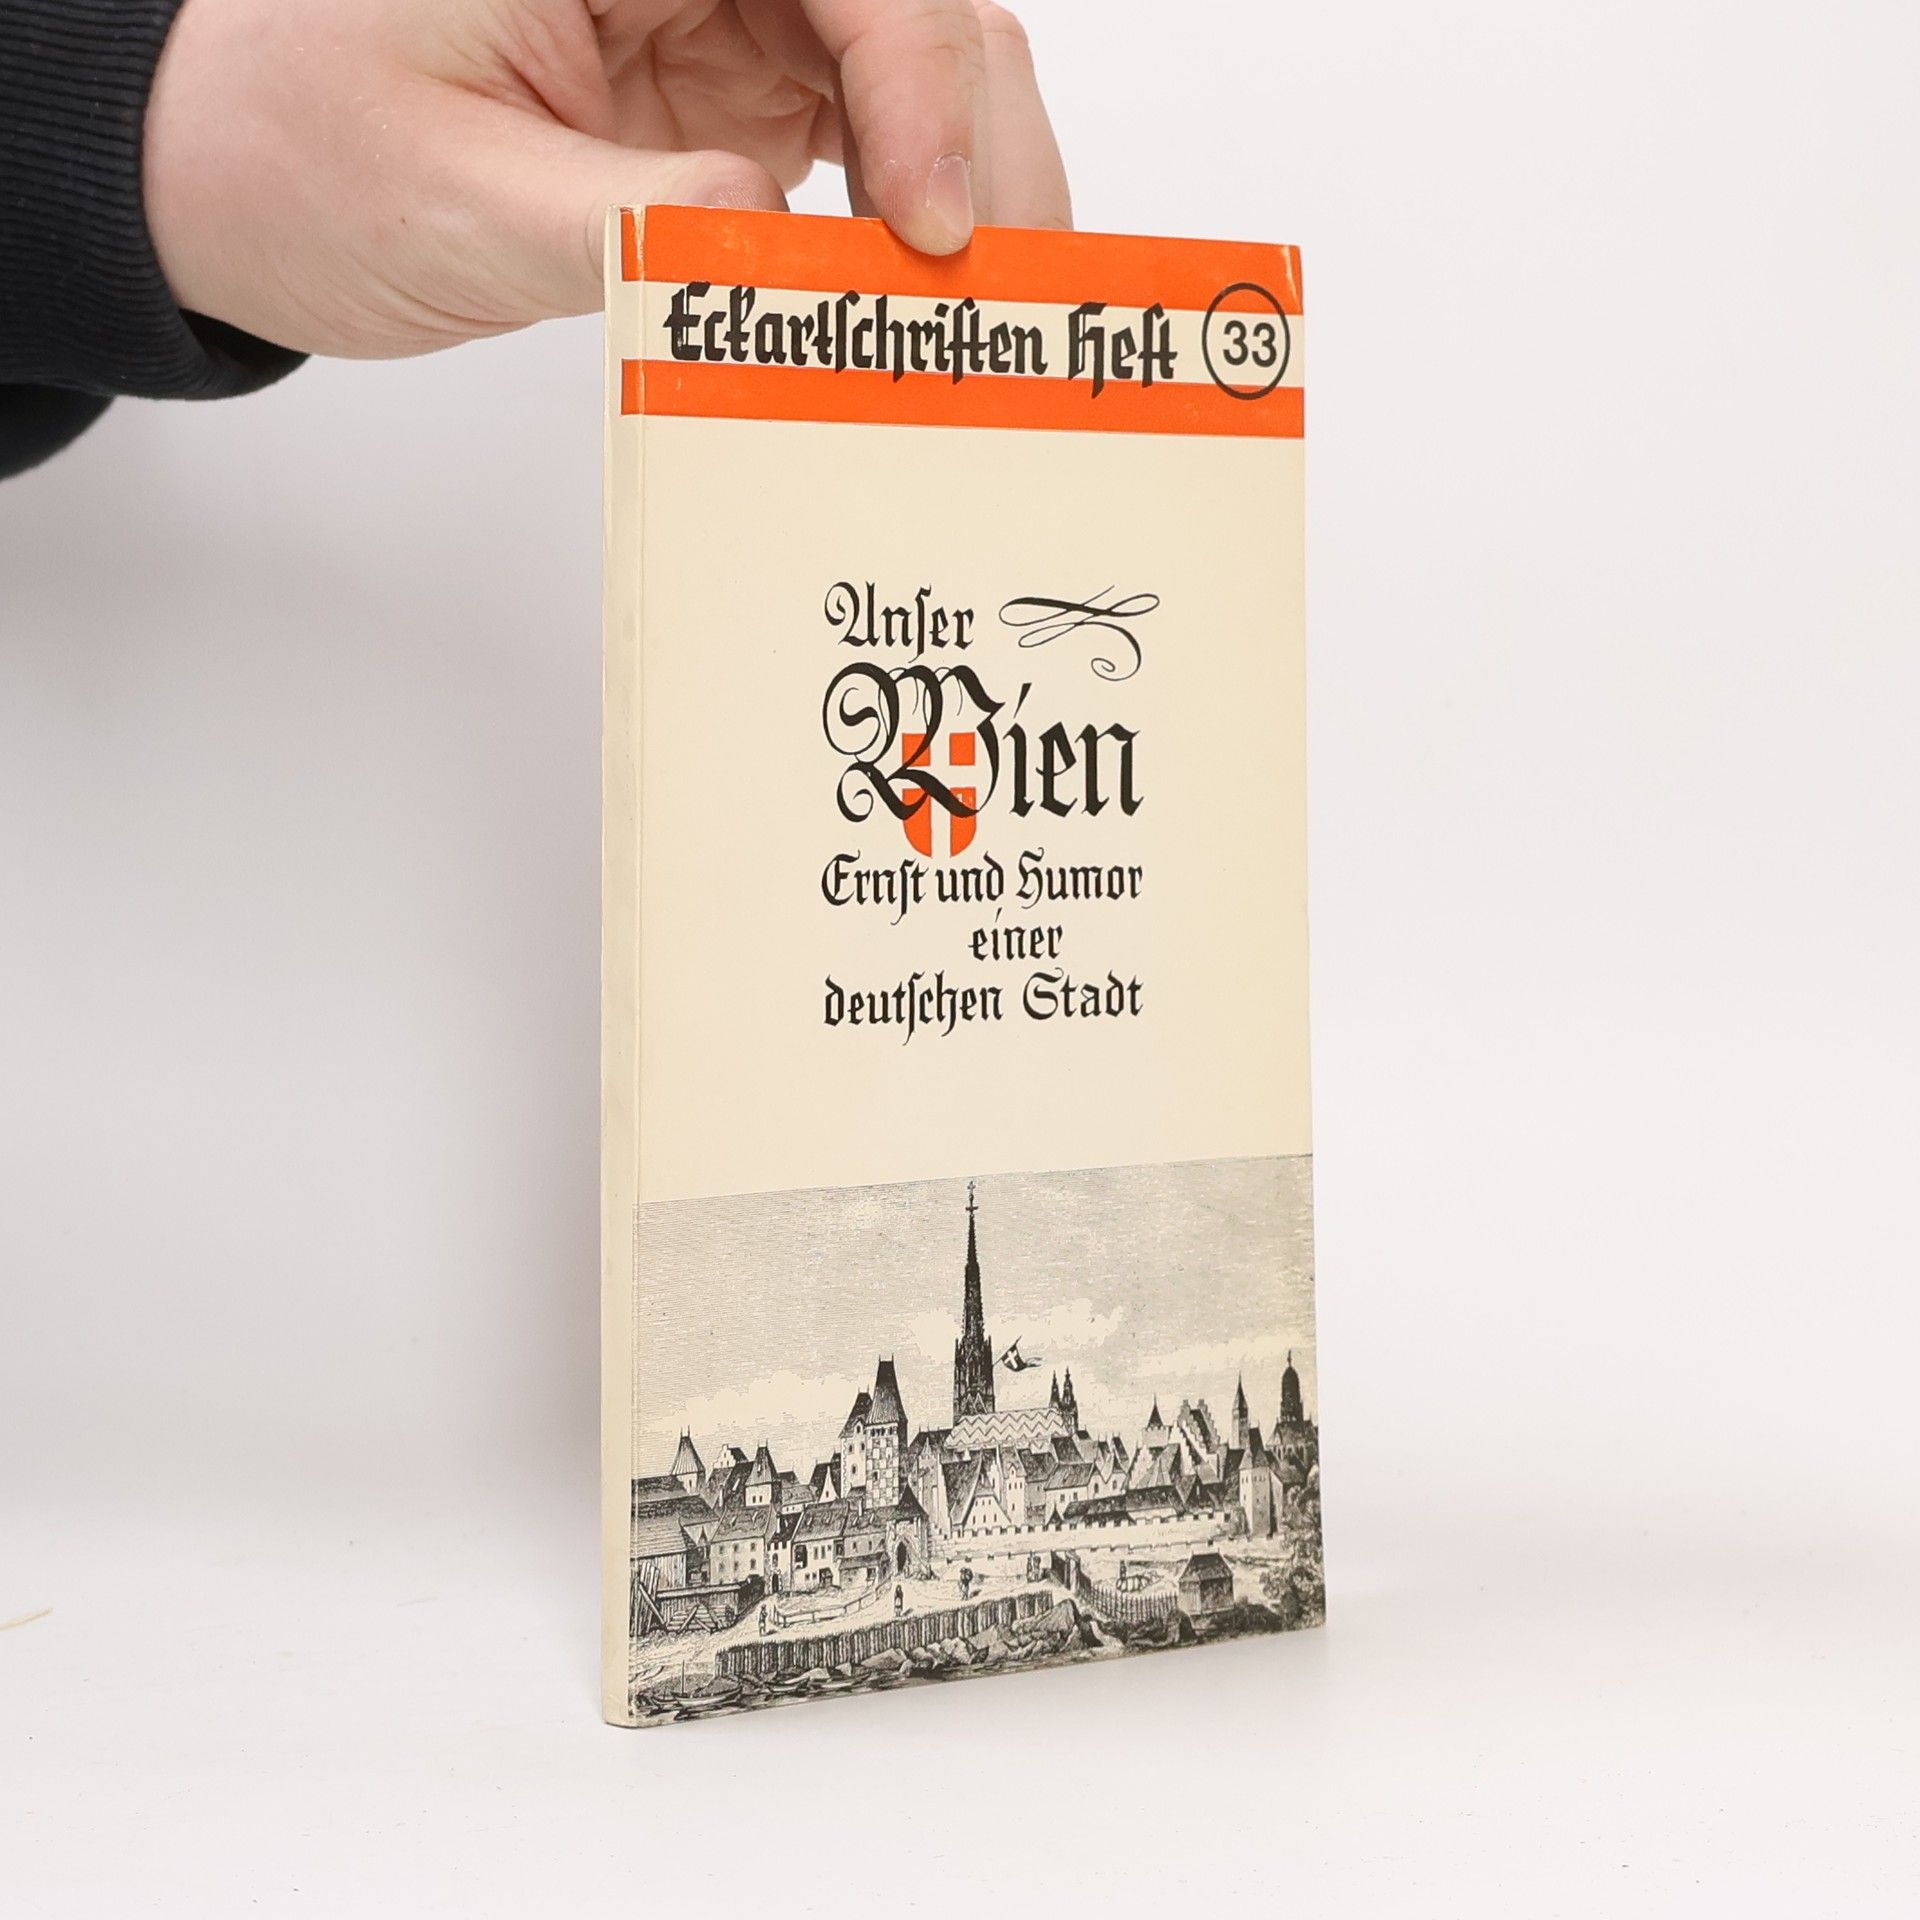 Eckartſchriften Heft 33
Unſer
Wien
Ernſt und Humor
einer
deutſchen Stadt